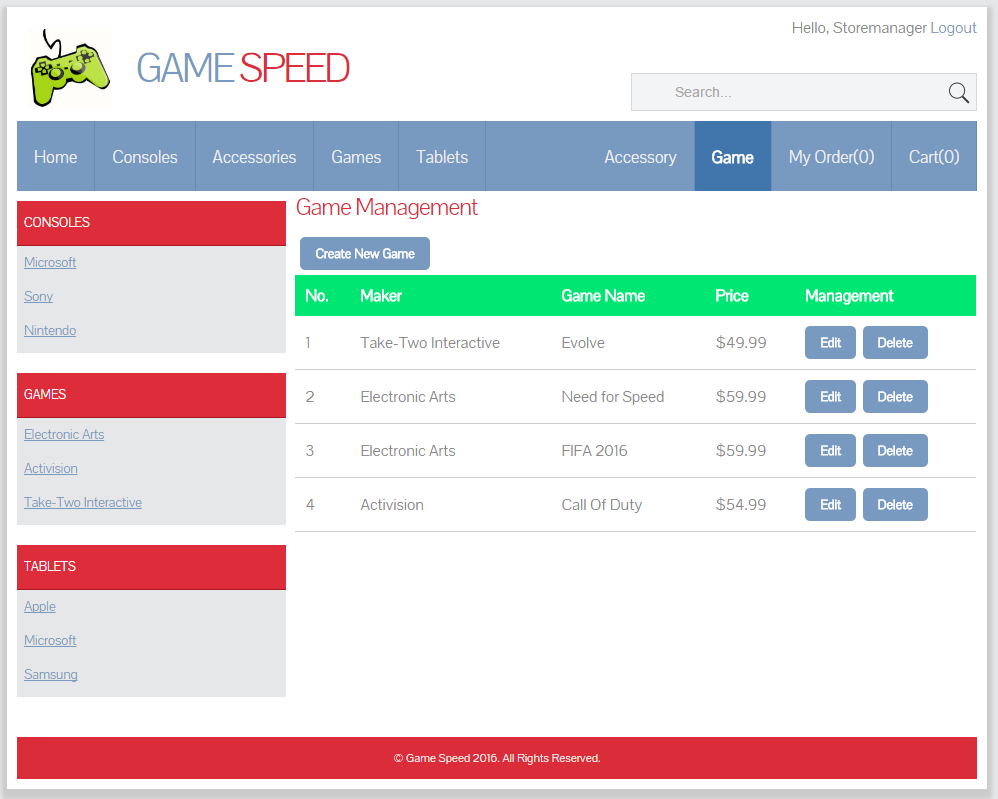 Hello, Storemanager Logout
GAME SPEED
Search...
Home Consoles Accessories Games Tablets Accessory Game My Order(0) Cart(0)
CONSOLES
Microsoft
Sony
Nintendo
GAMES
Electronic Arts
Activision
Take-Two Interactive
TABLETS
Apple
Microsoft
Samsung
Game Management
Create New Game
No. Maker Game Name Price Management
1 Take-Two Interactive Evolve $49.99 Edit Delete
2 Electronic Arts Need for Speed $59.99 Edit Delete
3 Electronic Arts FIFA 2016 $59.99 Edit Delete
4 Activision Call Of Duty $54.99 Edit Delete
© Game Speed 2016. All Rights Reserved.